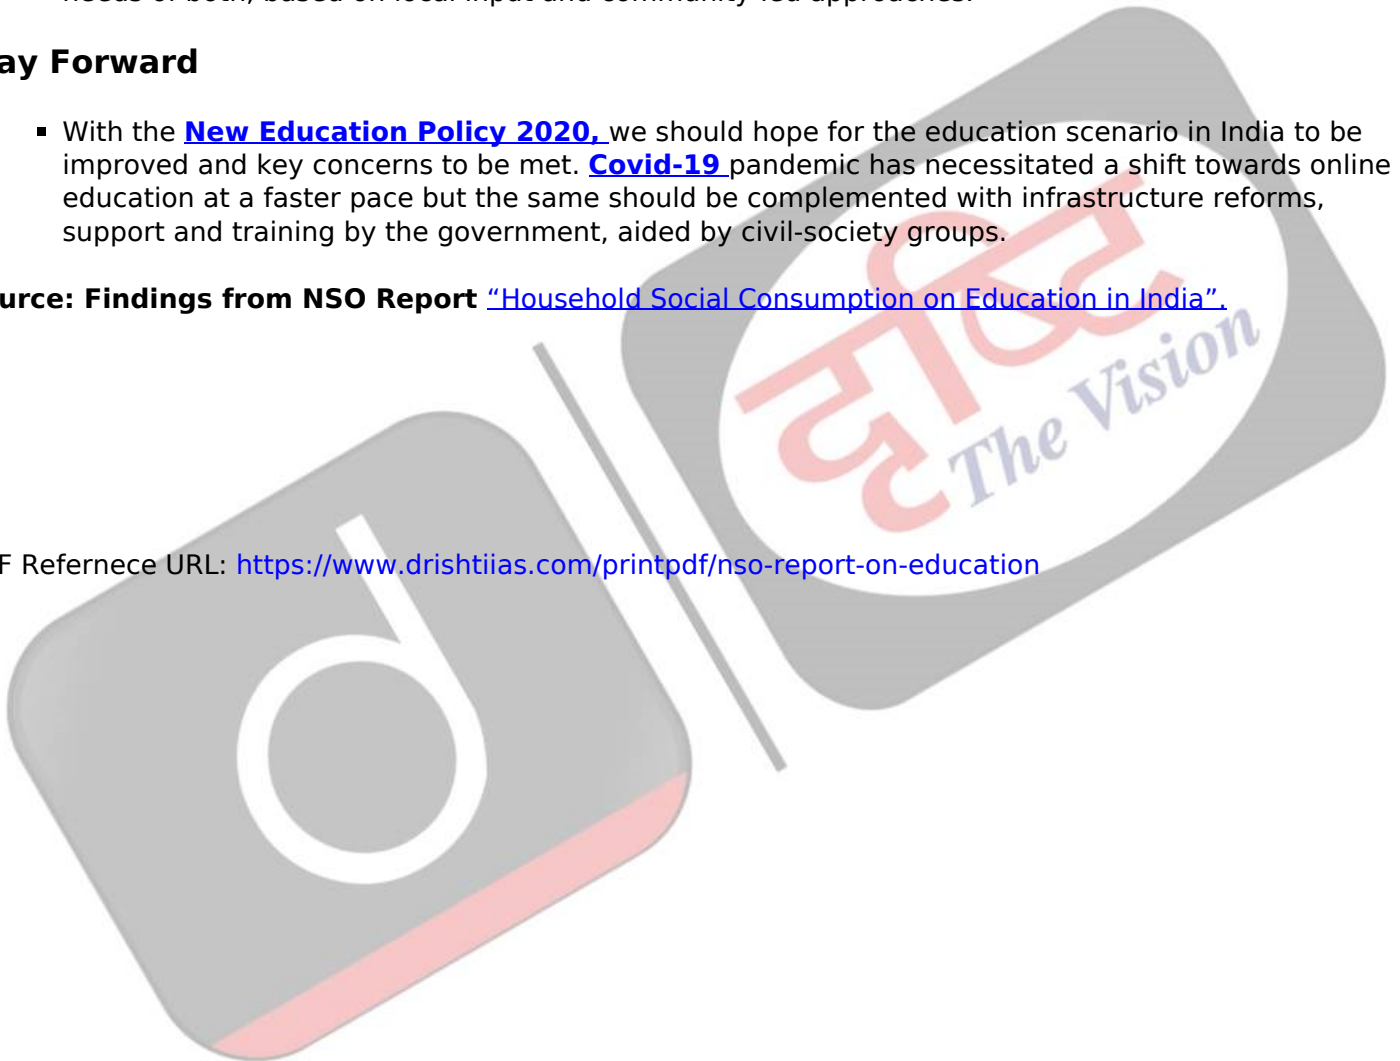 ay Forward
▪ With the New Education Policy 2020, we should hope for the education scenario in India to be
improved and key concerns to be met. Covid-19 pandemic has necessitated a shift towards online
education at a faster pace but the same should be complemented with infrastructure reforms,
support and training by the government, aided by civil-society groups.
urce: Findings from NSO Report “Household Social Consumption on Education in India”.
दृष्टि
The Vision
F Refernece URL: https://www.drishtiias.com/printpdf/nso-report-on-education
d